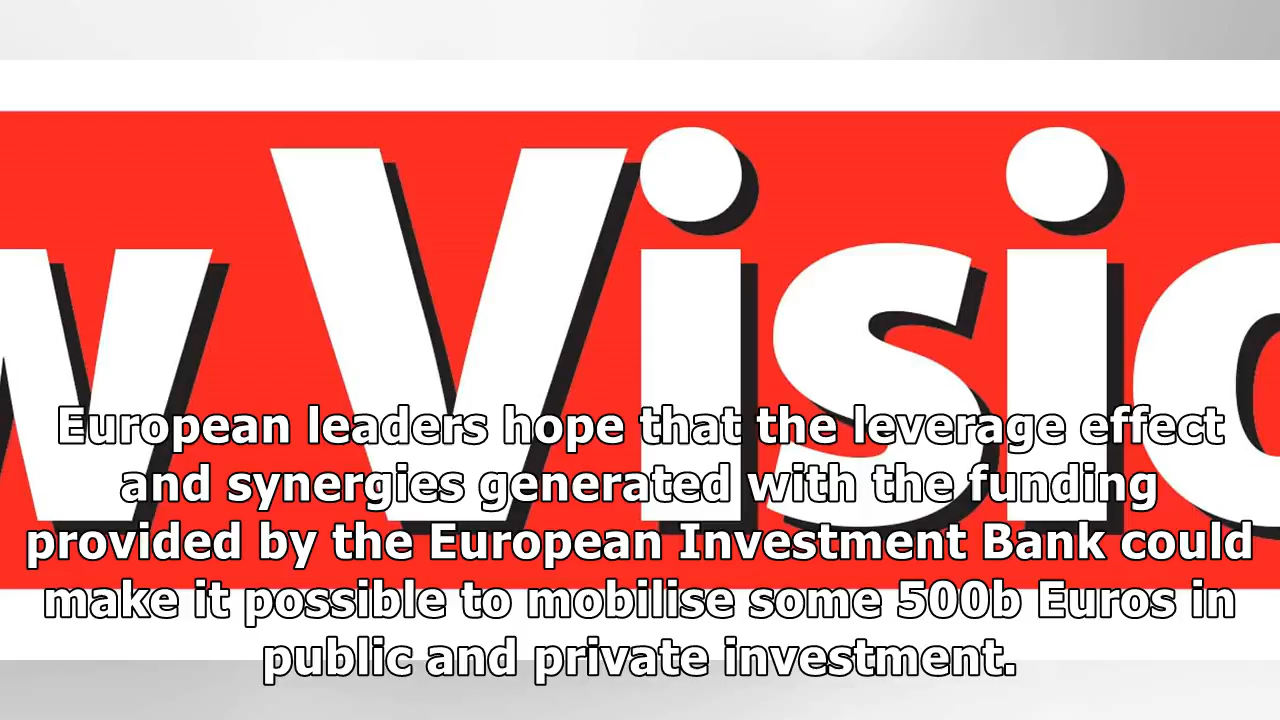 w Visio
European leaders hope that the leverage effect
and synergies generated with the funding
provided by the European Investment Bank could
make it possible to mobilise some 500b Euros in
public and private investment.